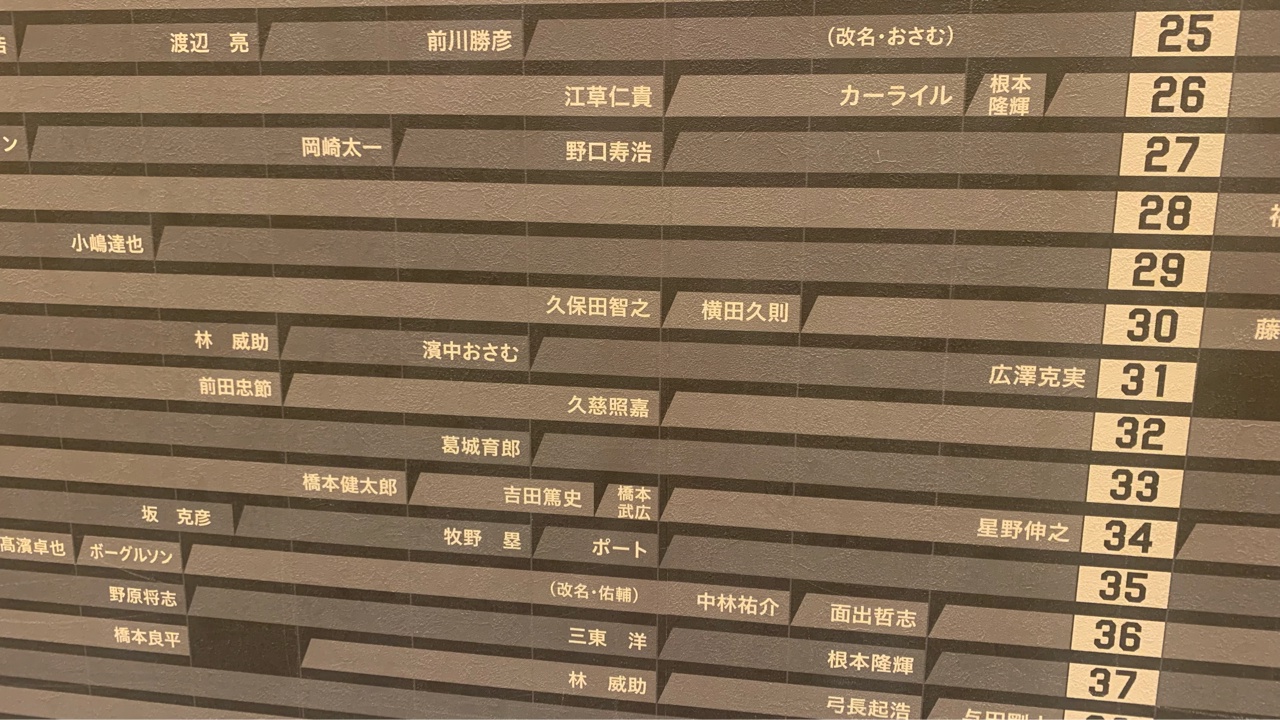 渡辺 亮 前川勝彦 (改名・おさむ) 25
江草仁貴 カーライル 根本隆輝 26
ン 岡崎太一 野口寿浩 27
28
小嶋達也 29
久保田智之 横田久則 30
林 威助 濱中おさむ 広澤克実 31
前田忠節 久慈照嘉 32
葛城育郎 33
橋本健太郎 吉田篤史 橋本武広 星野伸之 34
坂 克彦 牧野 塁 ポート 35
髙濱卓也 ボーグルソン (改名・佑輔) 中林祐介 面出哲志 36
野原将志 三東 洋 根本隆輝 37
橋本良平 林 威助 弓長起浩
藤